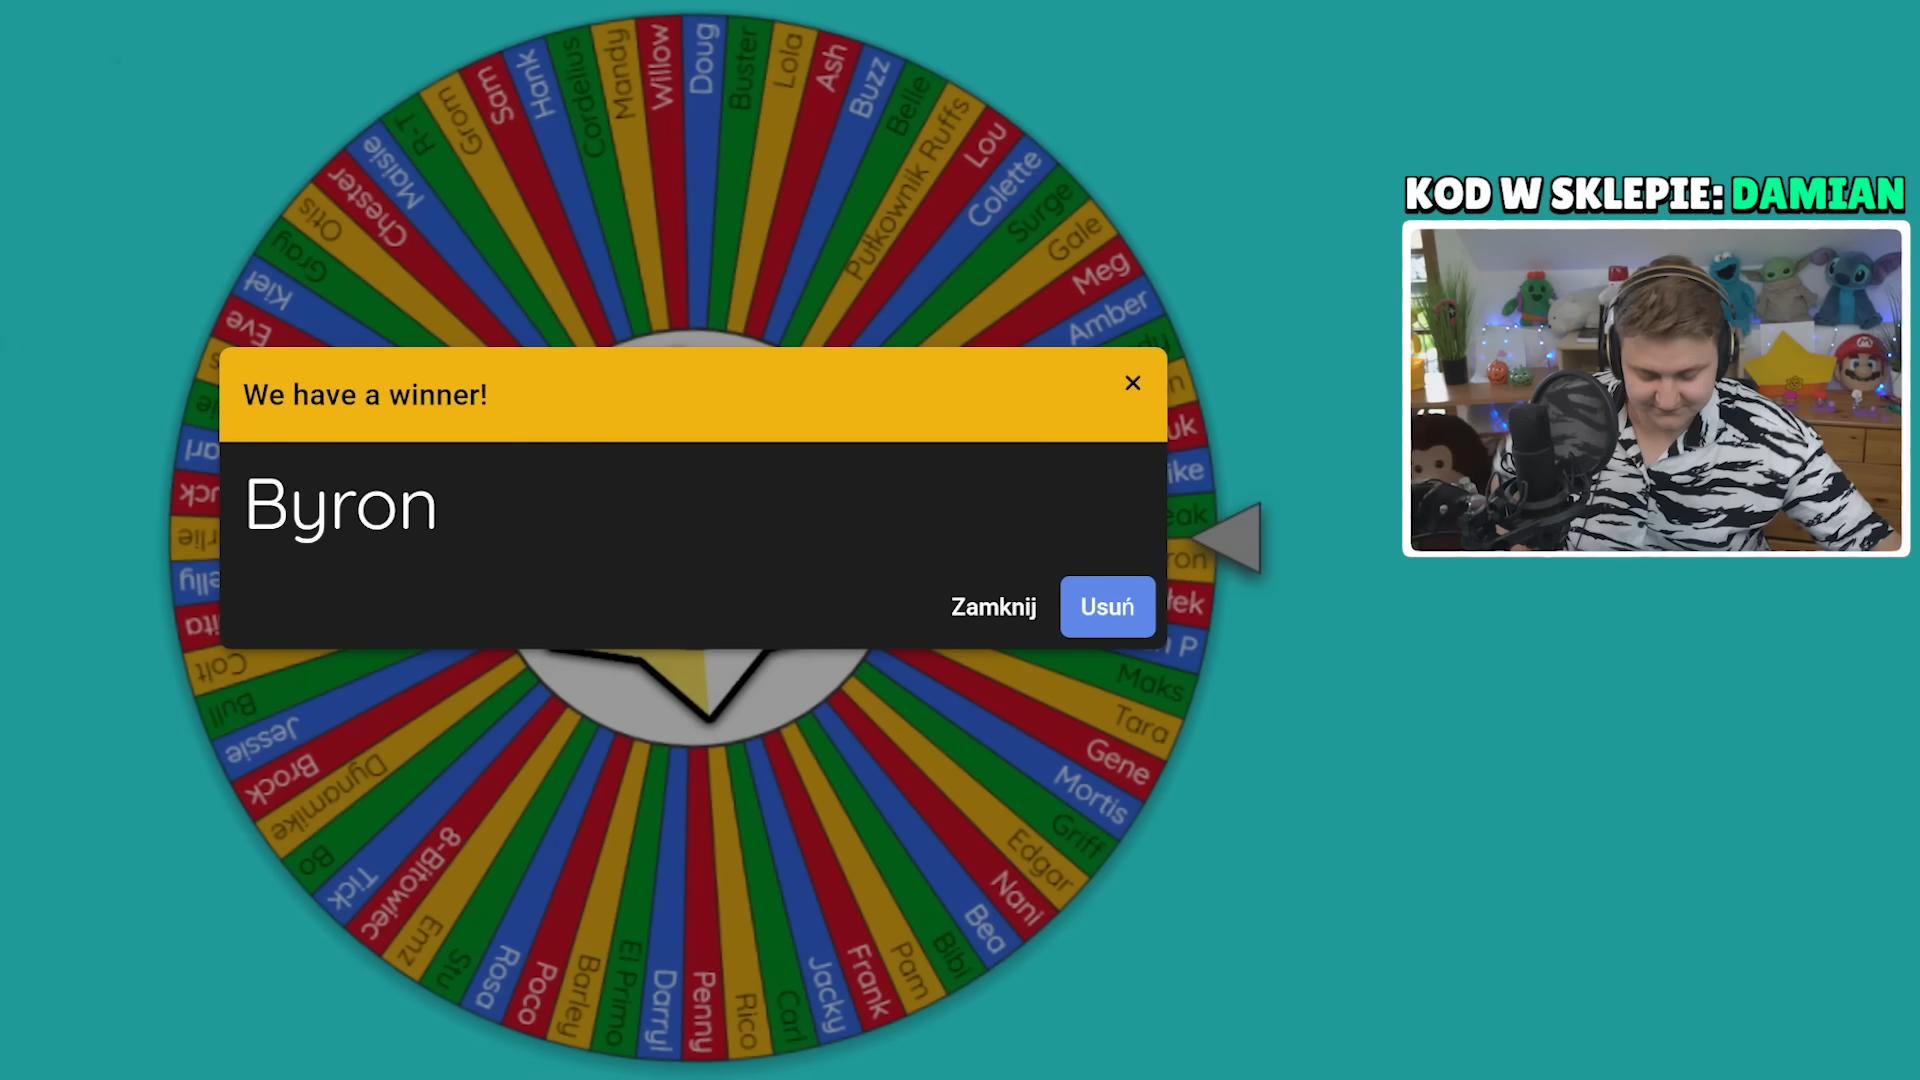 KOD W SKLEPIE: DAMIAN
We have a winner!
Byron
Zamknij
Usuń
Doug
Buster
Lola
Ash
Buzz
Belle
Pułkownik Ruffs
Lou
Colette
Surge
Gale
Meg
Amber
Maks
Tara
Gene
Mortis
Griff
Edgar
Nani
Bea
Bibi
Pam
Frank
Jacky
Carl
Rico
Penny
Darryl
El Primo
Barley
Poco
Rosa
Stu
Emz
8-Bitowiec
Tick
Bo
Dynamike
Brock
Jessie
Bull
Colt
Eve
Kieł
Gray
Otis
Chester
Maisie
R-T
Grom
Sam
Hank
Cordelius
Mandy
Willow